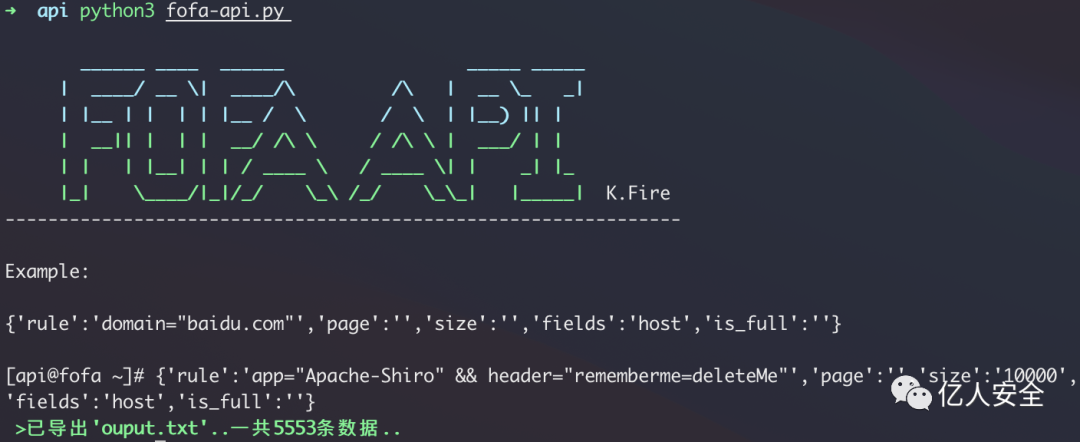 → api python3 fofa-api.py
FOFA API
K.Fire
--------------------------------------------------------------
Example:
{'rule':'domain="baidu.com"','page':'','size':'','fields':'host','is_full':''}
[api@fofa ~]# {'rule':'app="Apache-Shiro" && header="rememberme=deleteMe"','page':'','size':'10000',
'fields':'host','is_full':''}
>已导出'ouput.txt'..一共5553条数据..
亿人安全